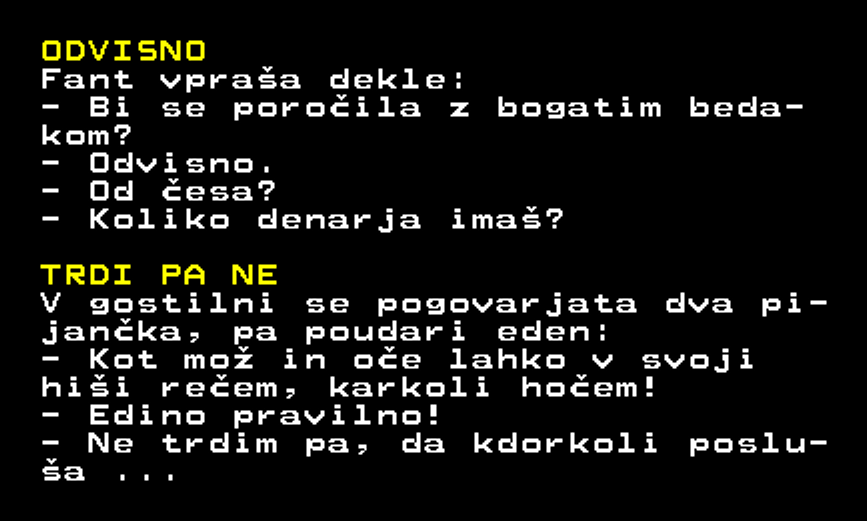 ODVISNO
Fant vpraša dekle:
- Bi se poročila z bogatim beda-
kom?
- Odvisno.
- Od česa?
- Koliko denarja imaš?
TRDI PA NE
V gostilni se pogovarjata dva pi-
jančka, pa poudari eden:
- Kot mož in oče lahko v svoji
hiši rečem, karkoli hočem!
- Edino pravilno!
- Ne trdim pa, da kdorkoli poslu-
ša ...